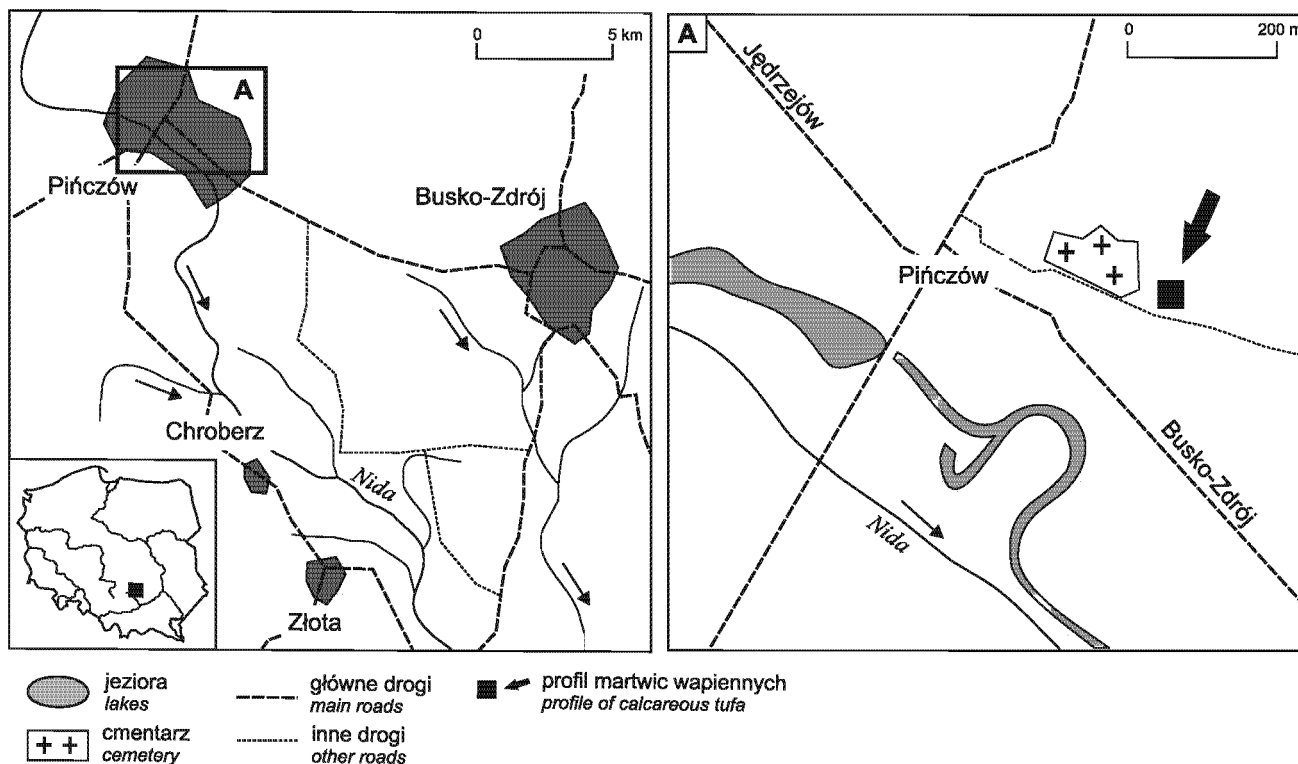 0 5 km
A
Pińczów
Busko-Zdrój
Chroberz
Nida
Złota
A
0 200 m
Jędrzejów
Pińczów
Busko-Zdrój
Nida
jeziora
lakes
cmentarz
cemetery
główne drogi
main roads
inne drogi
other roads
profil martwic wapiennych
profile of calcareous tufa